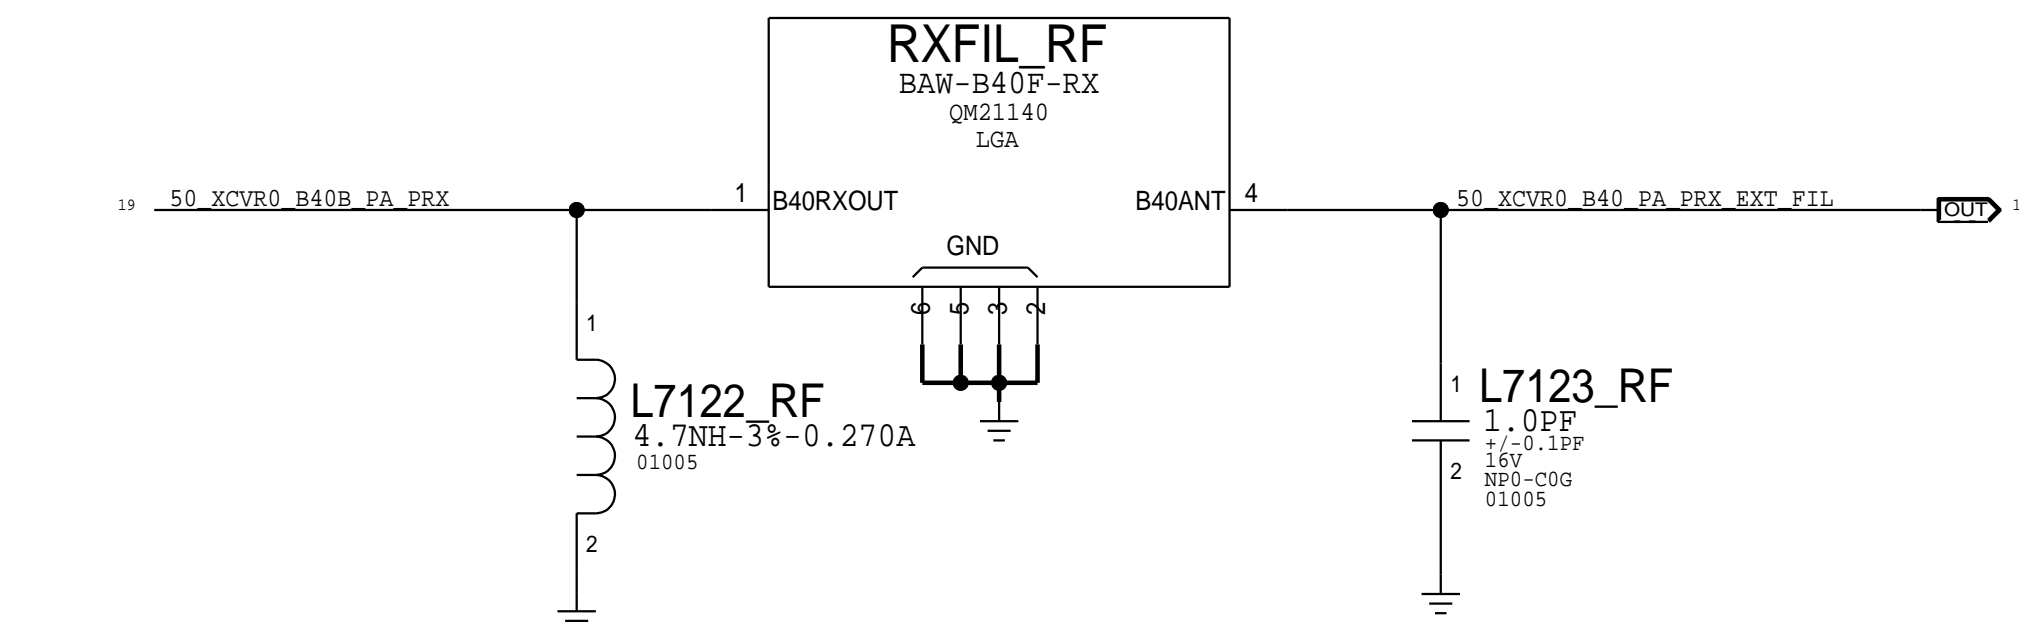 RXFIL_RF
BAW-B40F-RX
QM21140
LGA
19 50_XCVR0_B40B_PA_PRX
1
B40RXOUT
B40ANT
4
50_XCVR0_B40_PA_PRX_EXT_FIL
OUT
1
GND
6 5 3 2
1
L7122_RF
4.7NH-3%-0.270A
01005
2
1
L7123_RF
1.0PF
+/-0.1PF
16V
NP0-C0G
01005
2